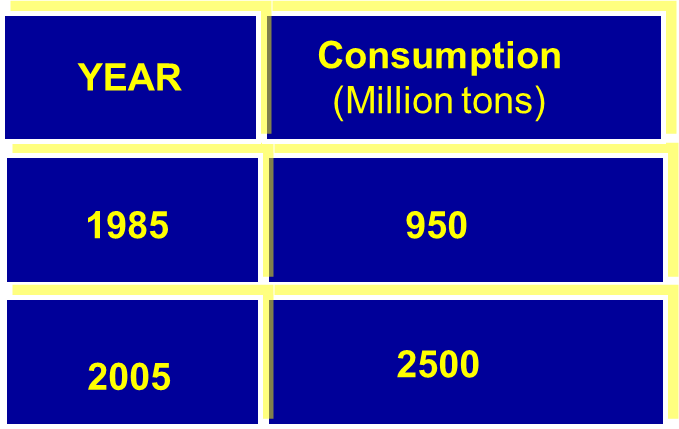 YEAR
Consumption
(Million tons)
1985
950
2005
2500